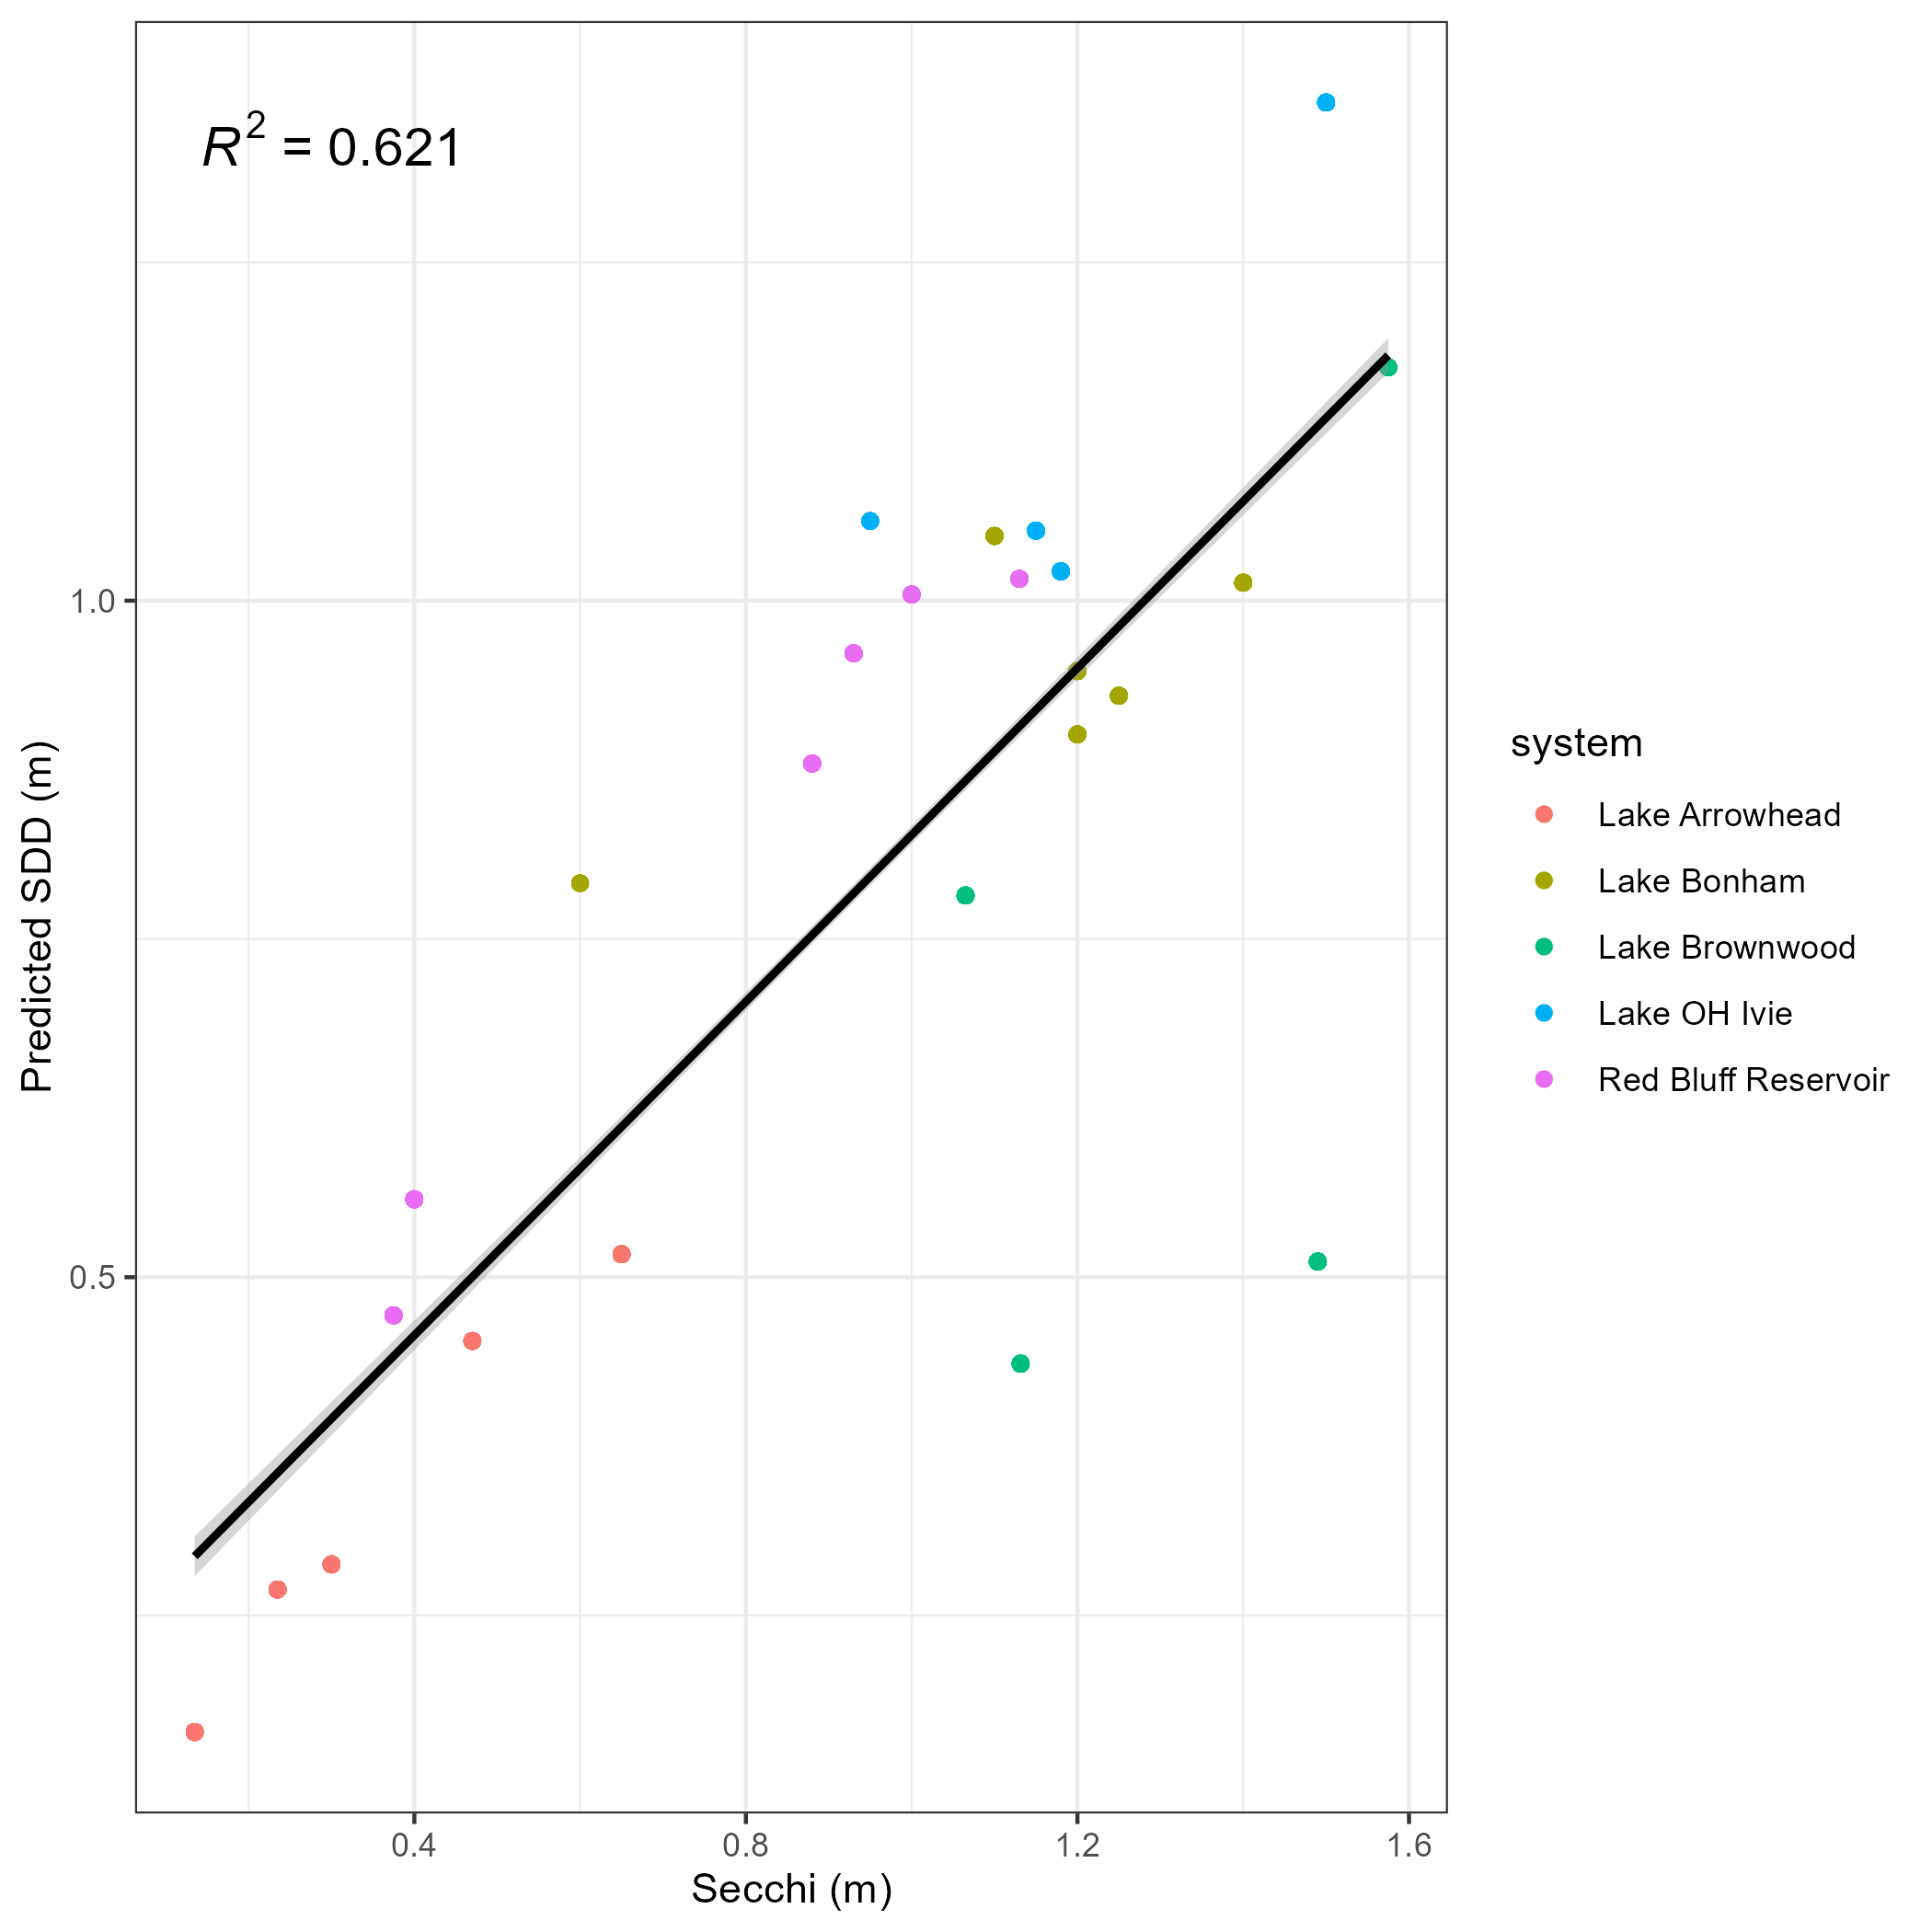 R² = 0.621
1.0
0.5
Predicted SDD (m)
0.4 0.8 1.2 1.6
Secchi (m)
system
Lake Arrowhead
Lake Bonham
Lake Brownwood
Lake OH Ivie
Red Bluff Reservoir